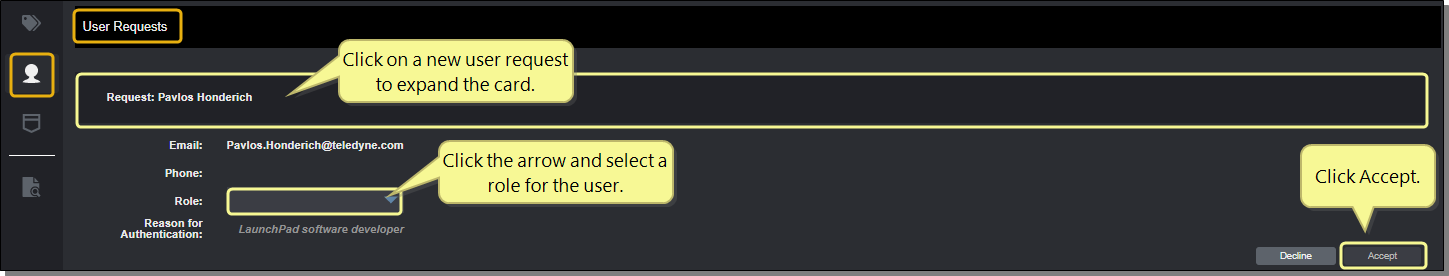 User Requests
Click on a new user request
to expand the card.
Request: Pavlos Honderich
Email: Pavlos.Honderich@teledyne.com
Click the arrow and select a
role for the user.
Phone:
Click Accept.
Role:
Reason for
Authentication: LaunchPad software developer
Decline Accept